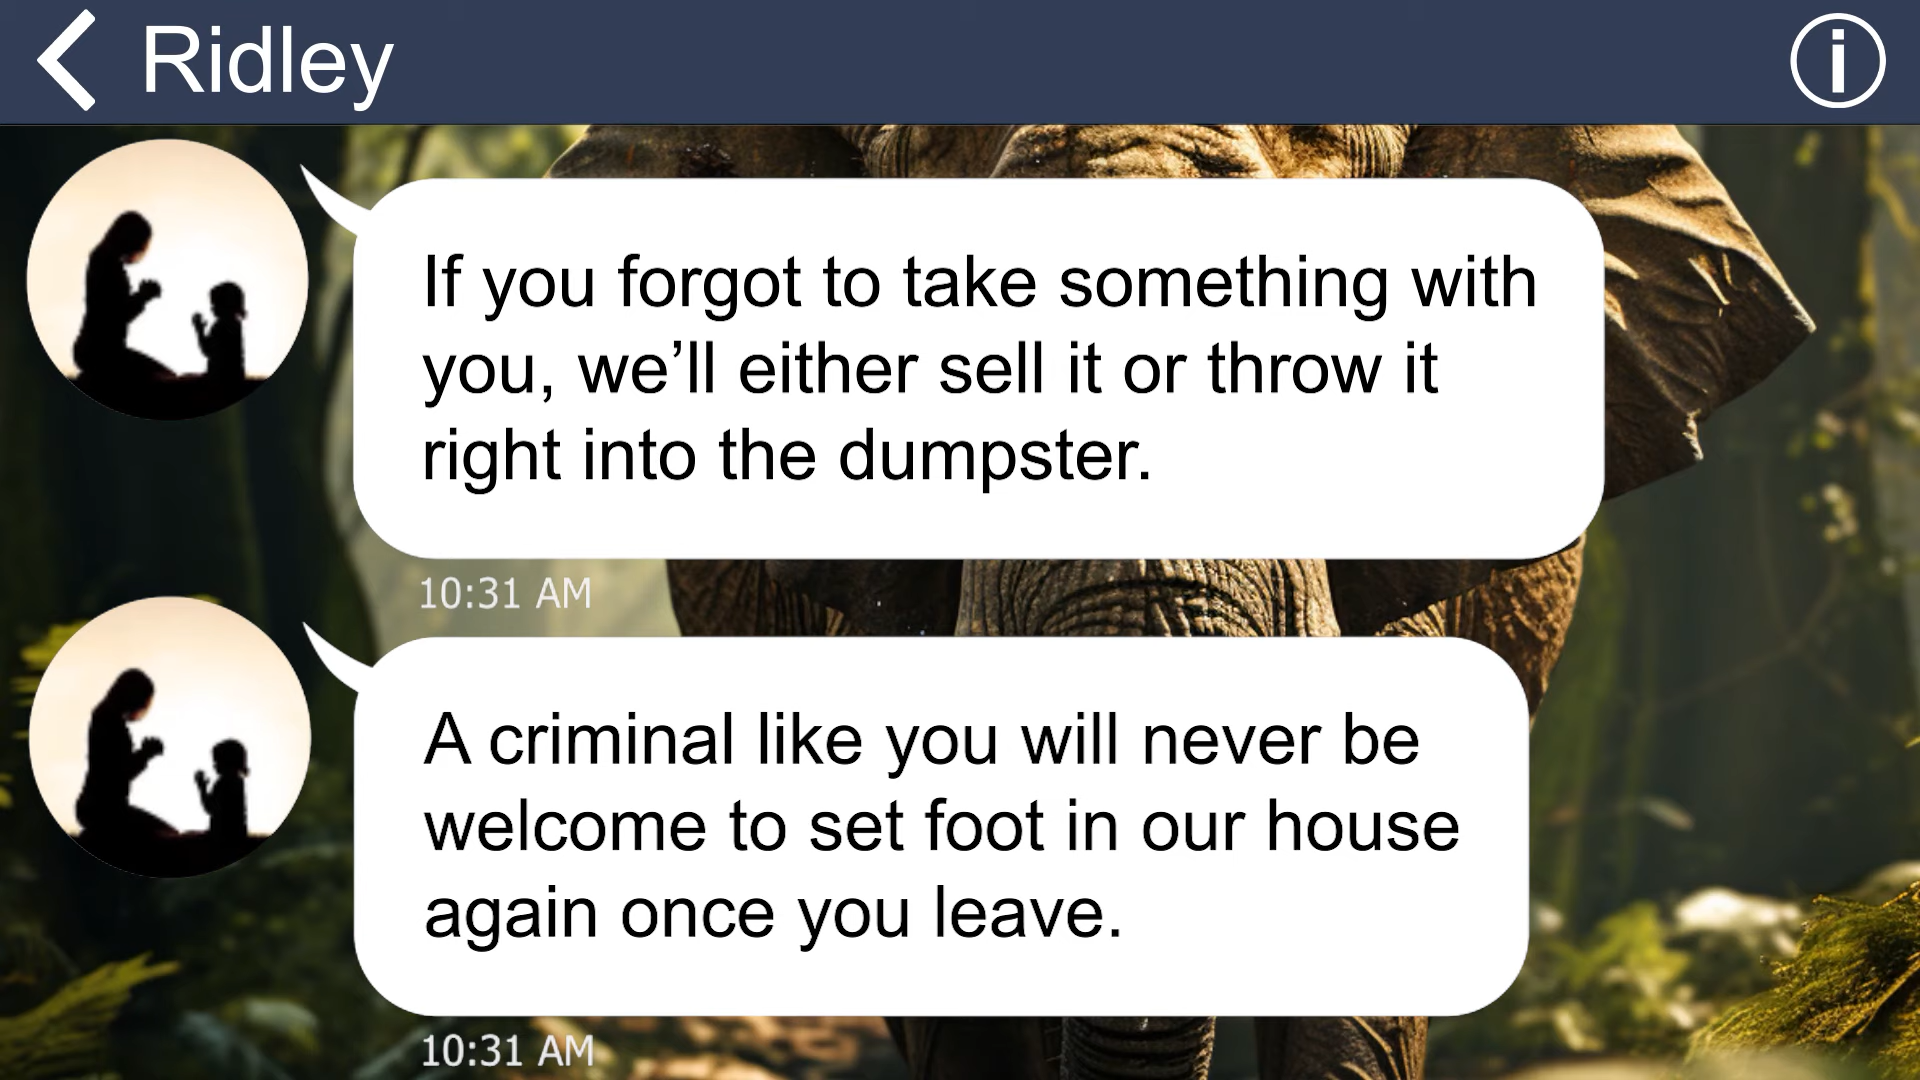 Ridley
If you forgot to take something with
you, we’ll either sell it or throw it
right into the dumpster.
10:31 AM
A criminal like you will never be
welcome to set foot in our house
again once you leave.
10:31 AM